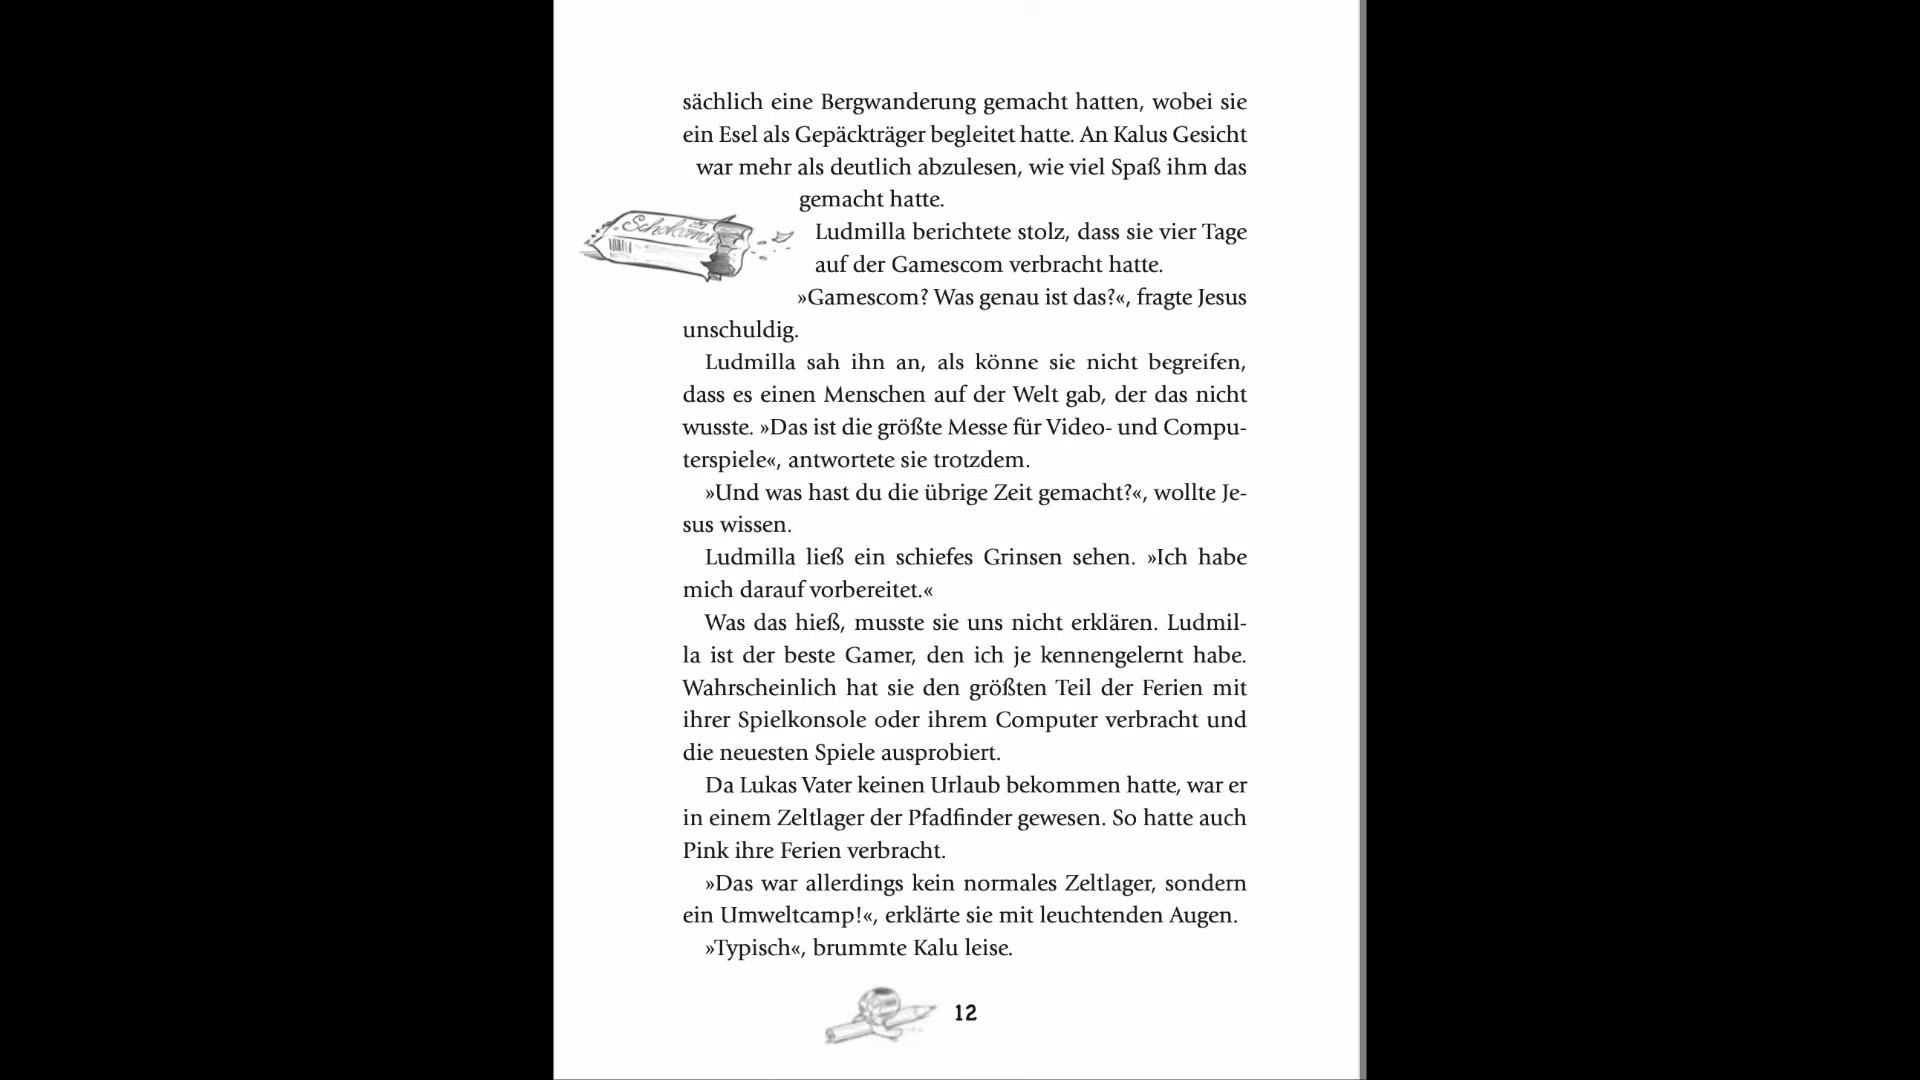 sächlich eine Bergwanderung gemacht hatten, wobei sie
ein Esel als Gepäckträger begleitet hatte. An Kalus Gesicht
war mehr als deutlich abzulesen, wie viel Spaß ihm das
gemacht hatte.
Ludmilla berichtete stolz, dass sie vier Tage
auf der Gamescom verbracht hatte.
»Gamescom? Was genau ist das?«, fragte Jesus
unschuldig.
Ludmilla sah ihn an, als könne sie nicht begreifen,
dass es einen Menschen auf der Welt gab, der das nicht
wusste. »Das ist die größte Messe für Video- und Compu-
terspiele«, antwortete sie trotzdem.
»Und was hast du die übrige Zeit gemacht?«, wollte Je-
sus wissen.
Ludmilla ließ ein schiefes Grinsen sehen. »Ich habe
mich darauf vorbereitet.«
Was das hieß, musste sie uns nicht erklären. Ludmil-
la ist der beste Gamer, den ich je kennengelernt habe.
Wahrscheinlich hat sie den größten Teil der Ferien mit
ihrer Spielkonsole oder ihrem Computer verbracht und
die neuesten Spiele ausprobiert.
Da Lukas Vater keinen Urlaub bekommen hatte, war er
in einem Zeltlager der Pfadfinder gewesen. So hatte auch
Pink ihre Ferien verbracht.
»Das war allerdings kein normales Zeltlager, sondern
ein Umweltcamp!«, erklärte sie mit leuchtenden Augen.
»Typisch«, brummte Kalu leise.
12